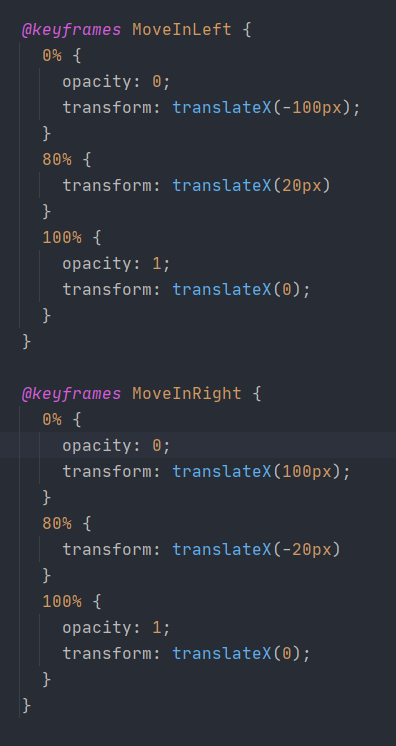 @keyframes MoveInLeft {
  0% {
    opacity: 0;
    transform: translateX(-100px);
  }
  80% {
    transform: translateX(20px)
  }
  100% {
    opacity: 1;
    transform: translateX(0);
  }
}

@keyframes MoveInRight {
  0% {
    opacity: 0;
    transform: translateX(100px);
  }
  80% {
    transform: translateX(-20px)
  }
  100% {
    opacity: 1;
    transform: translateX(0);
  }
}